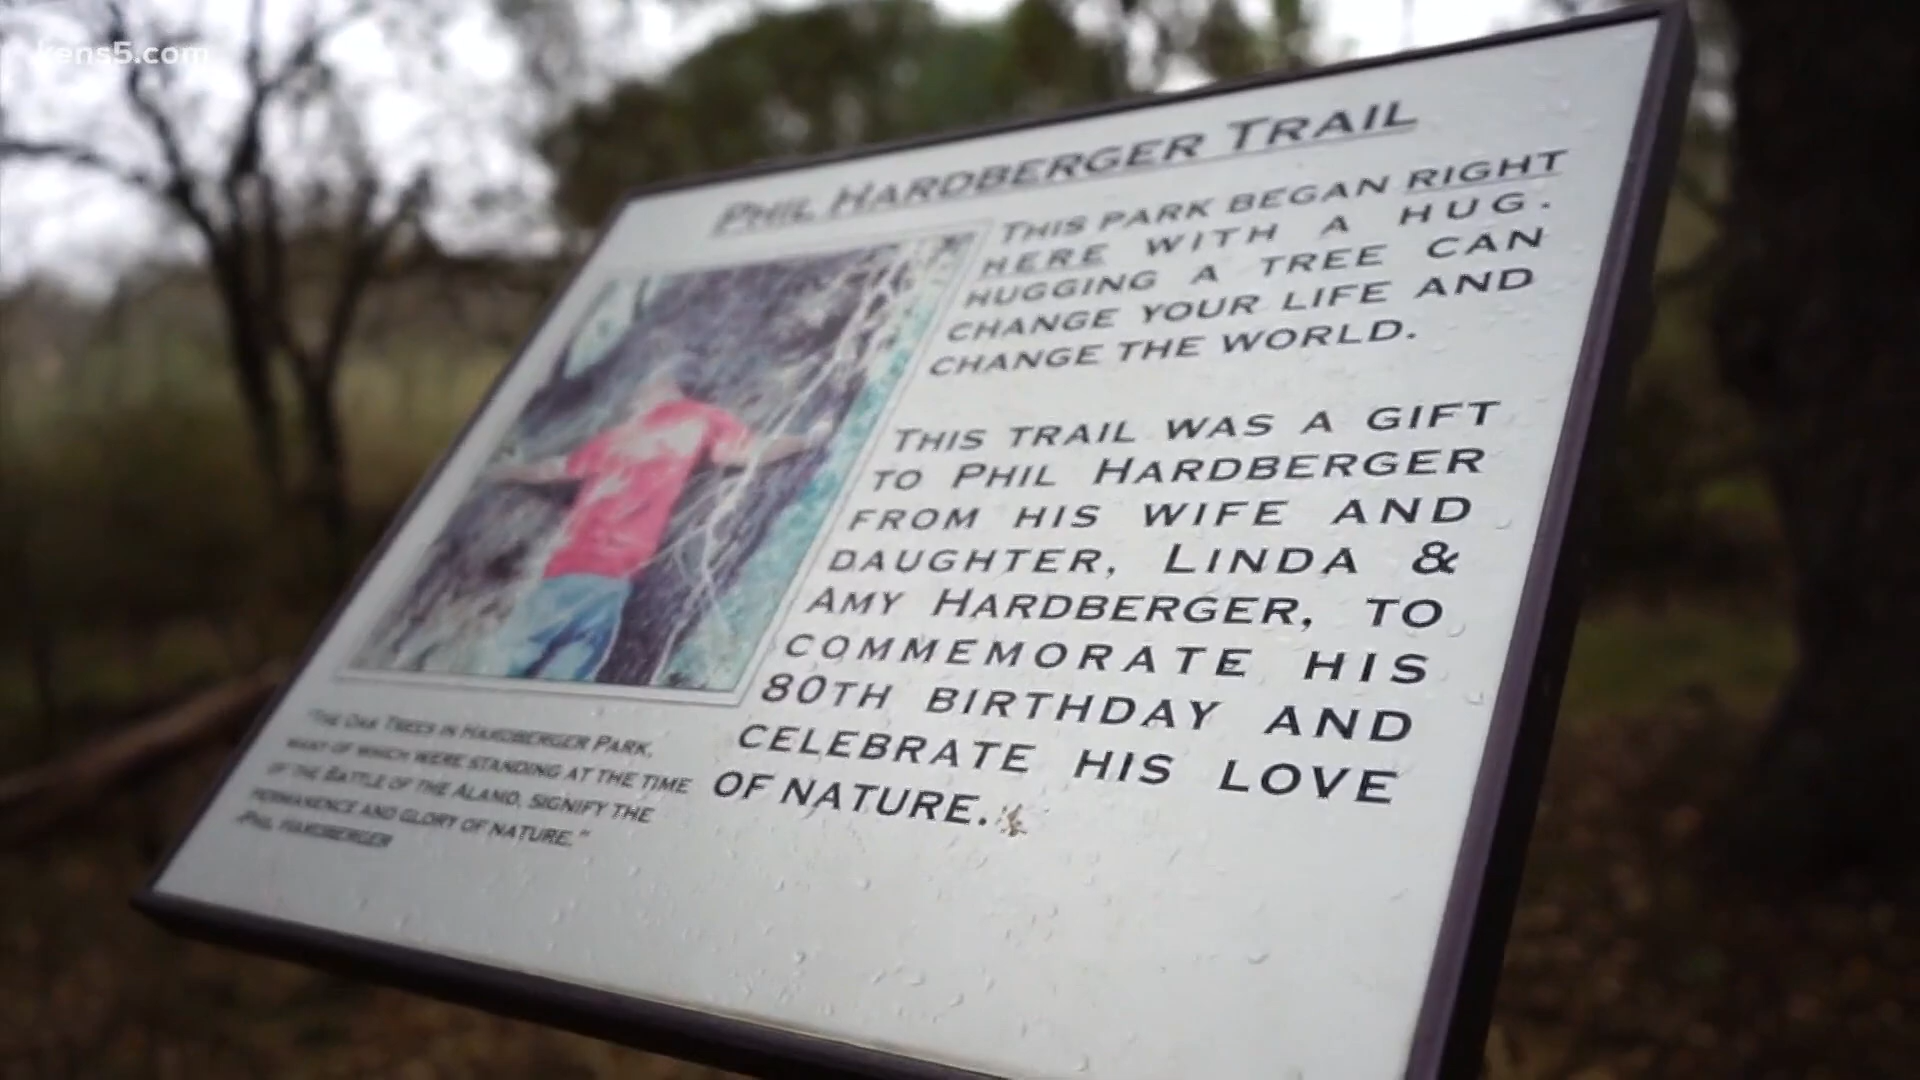 kens5.com
PHIL HARDBERGER TRAIL
THIS PARK BEGAN RIGHT
HERE WITH A HUG.
HUGGING A TREE CAN
CHANGE YOUR LIFE AND
CHANGE THE WORLD.
THIS TRAIL WAS A GIFT
TO PHIL HARDBERGER
FROM HIS WIFE AND
DAUGHTER, LINDA &
AMY HARDBERGER, TO
COMMEMORATE HIS
80TH BIRTHDAY AND
CELEBRATE HIS LOVE
OF NATURE.
"THE OAK TREES IN HARDBERGER PARK,
MANY OF WHICH WERE STANDING AT THE TIME
OF THE BATTLE OF THE ALAMO, SIGNIFY THE
PERMANENCE AND GLORY OF NATURE."
-PHIL HARDBERGER